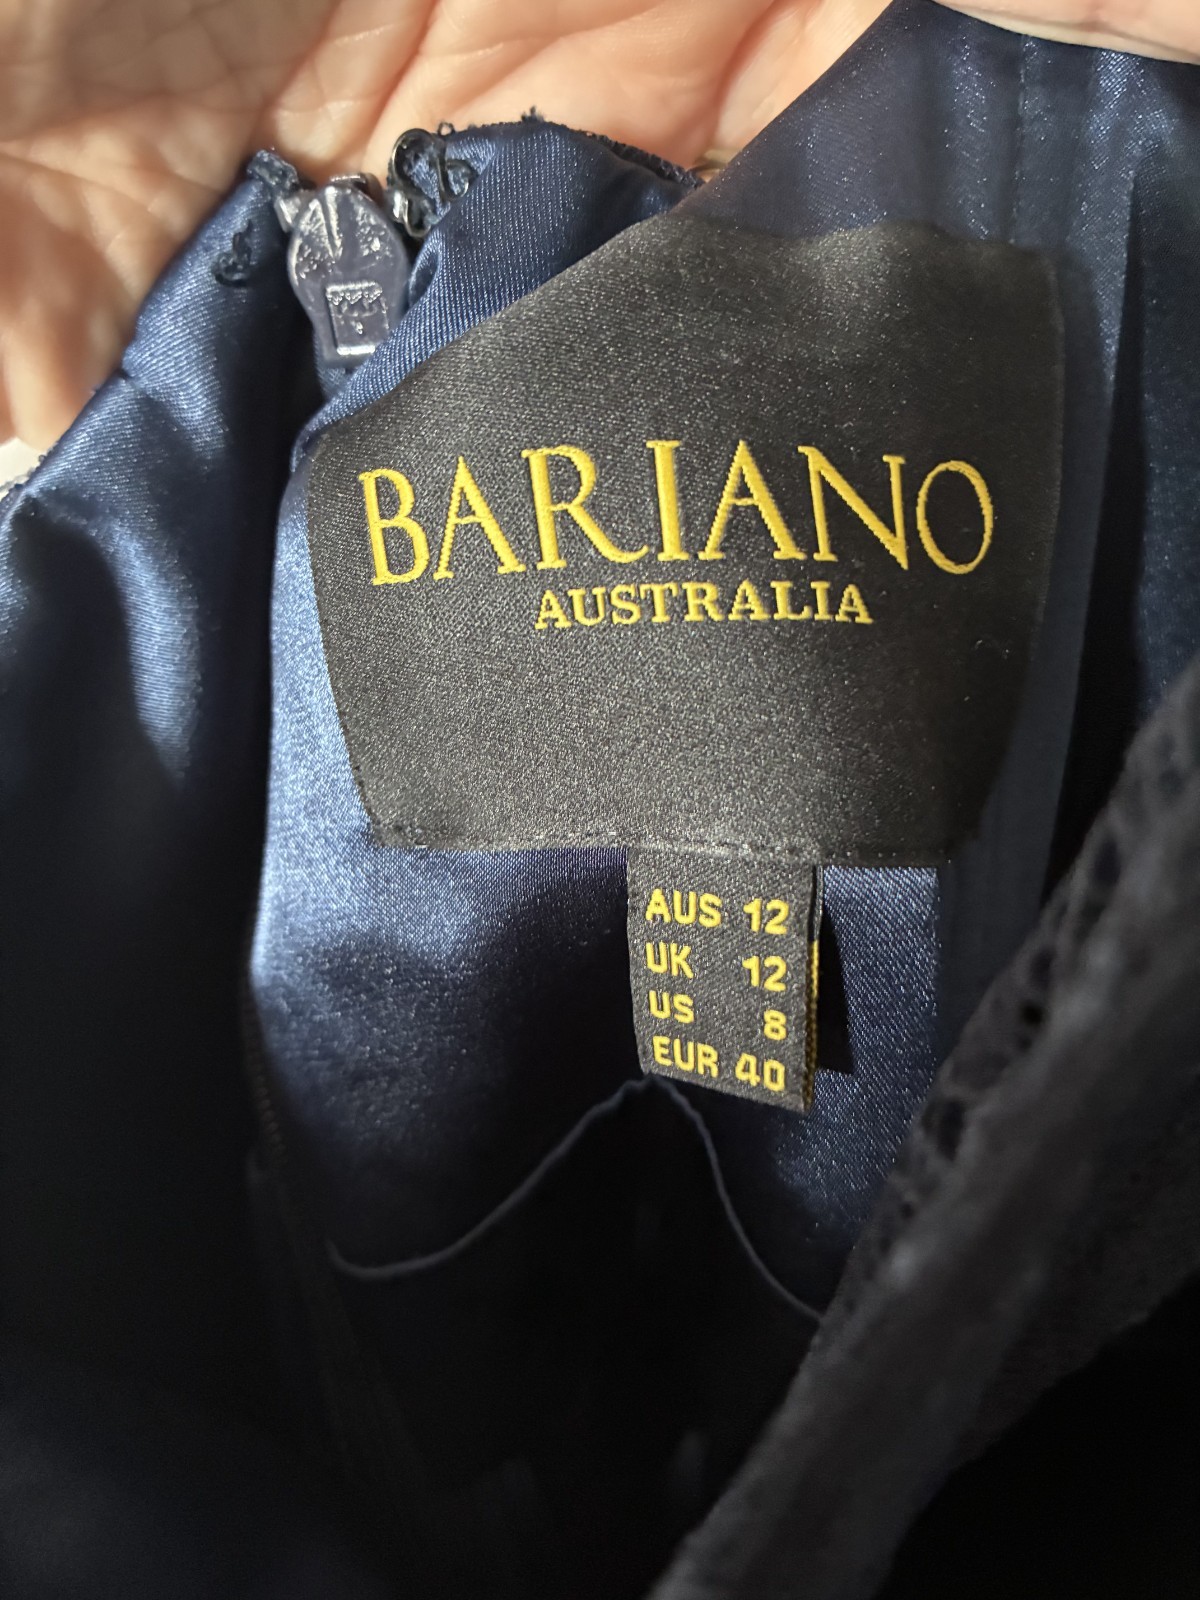 BARIANO
AUSTRALIA
AUS 12
UK 12
US 8
EUR 40